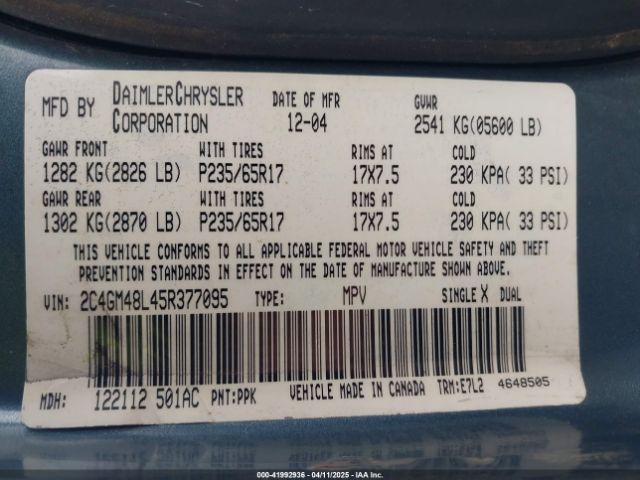 MFD BY DAIMLERCHRYSLER CORPORATION DATE OF MFR 12-04 GVWR 2541 KG(05600 LB)
GAWR FRONT WITH TIRES RIMS AT COLD
1282 KG(2826 LB) P235/65R17 17X7.5 230 KPA( 33 PSI)
GAWR REAR WITH TIRES RIMS AT COLD
1302 KG(2870 LB) P235/65R17 17X7.5 230 KPA( 33 PSI)
THIS VEHICLE CONFORMS TO ALL APPLICABLE FEDERAL MOTOR VEHICLE SAFETY AND THEFT
PREVENTION STANDARDS IN EFFECT ON THE DATE OF MANUFACTURE SHOWN ABOVE.
VIN: 2C4GM48L45R377095 TYPE: MPV SINGLE X DUAL
MDH: 122112 501AC PNT:PPK VEHICLE MADE IN CANADA TRM:E7L2 4648505
000-41992936 - 04/11/2025 - IAA Inc.